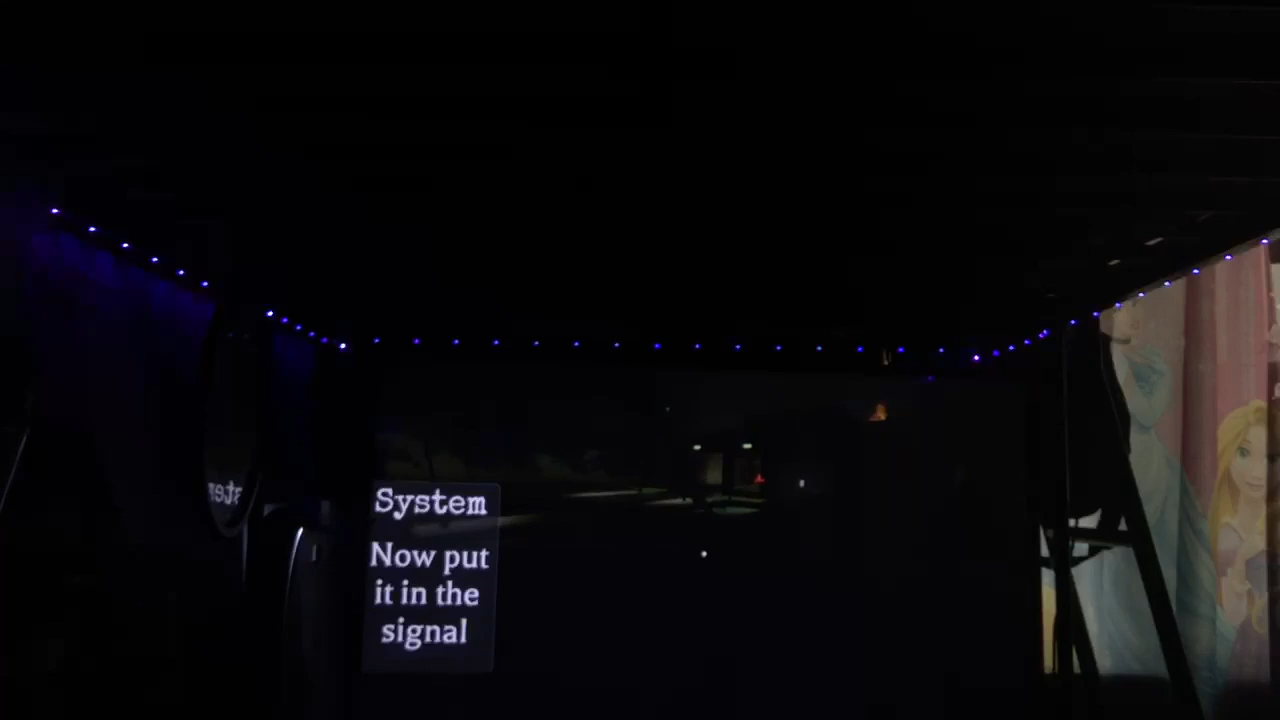 System
Now put
it in the
signal